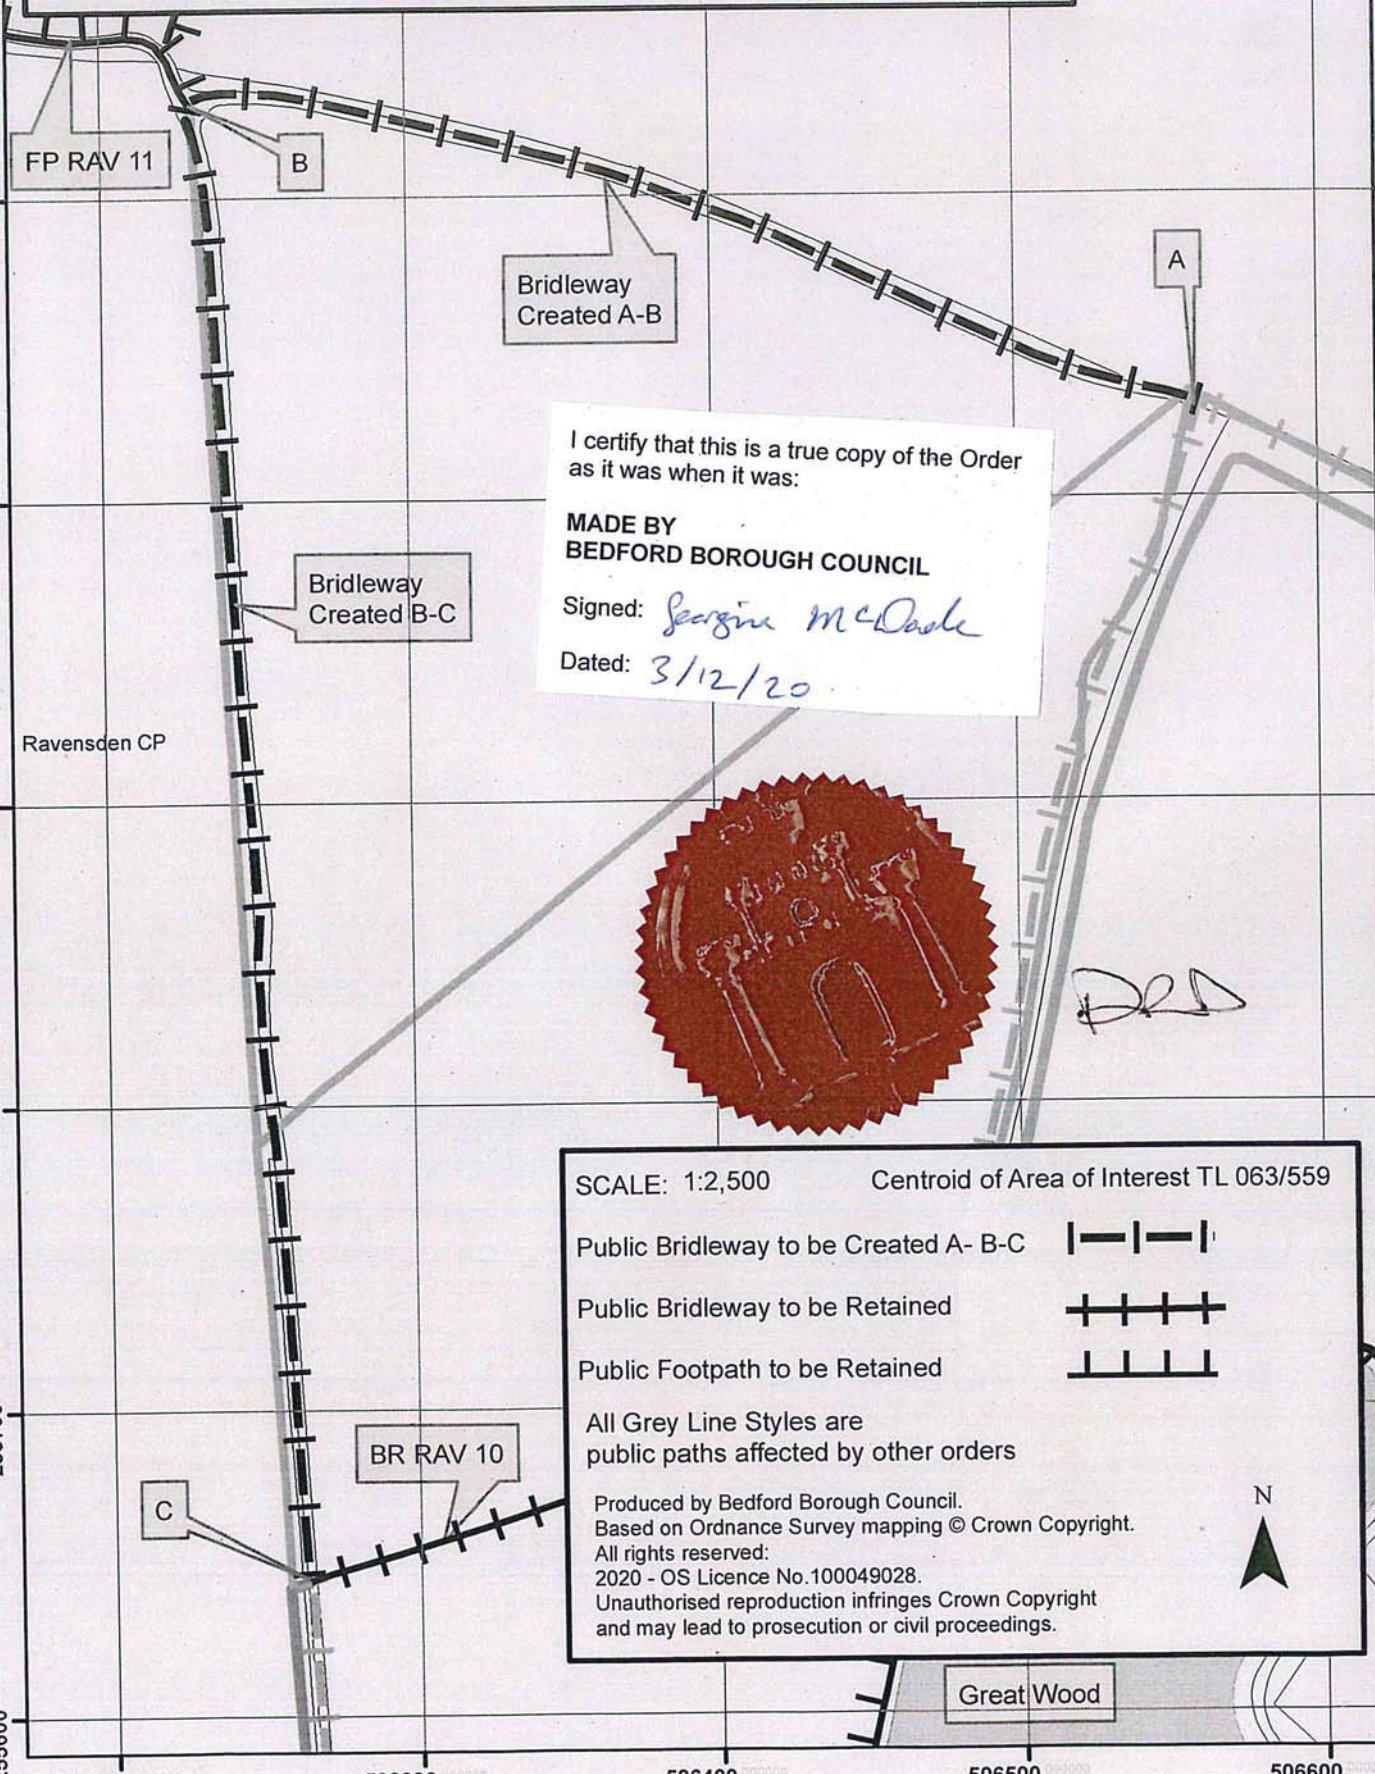 FP RAV 11
B
Bridleway
Created A-B
A
I certify that this is a true copy of the Order
as it was when it was:
MADE BY
BEDFORD BOROUGH COUNCIL
Signed: Georgina McDade
Dated: 3/12/20
Bridleway
Created B-C
Ravensden CP
SCALE: 1:2,500 Centroid of Area of Interest TL 063/559
Public Bridleway to be Created A- B-C
Public Bridleway to be Retained
Public Footpath to be Retained
All Grey Line Styles are
public paths affected by other orders
Produced by Bedford Borough Council.
Based on Ordnance Survey mapping © Crown Copyright.
All rights reserved:
2020 - OS Licence No.100049028.
Unauthorised reproduction infringes Crown Copyright
and may lead to prosecution or civil proceedings.
N
BR RAV 10
C
Great Wood
506500
506600